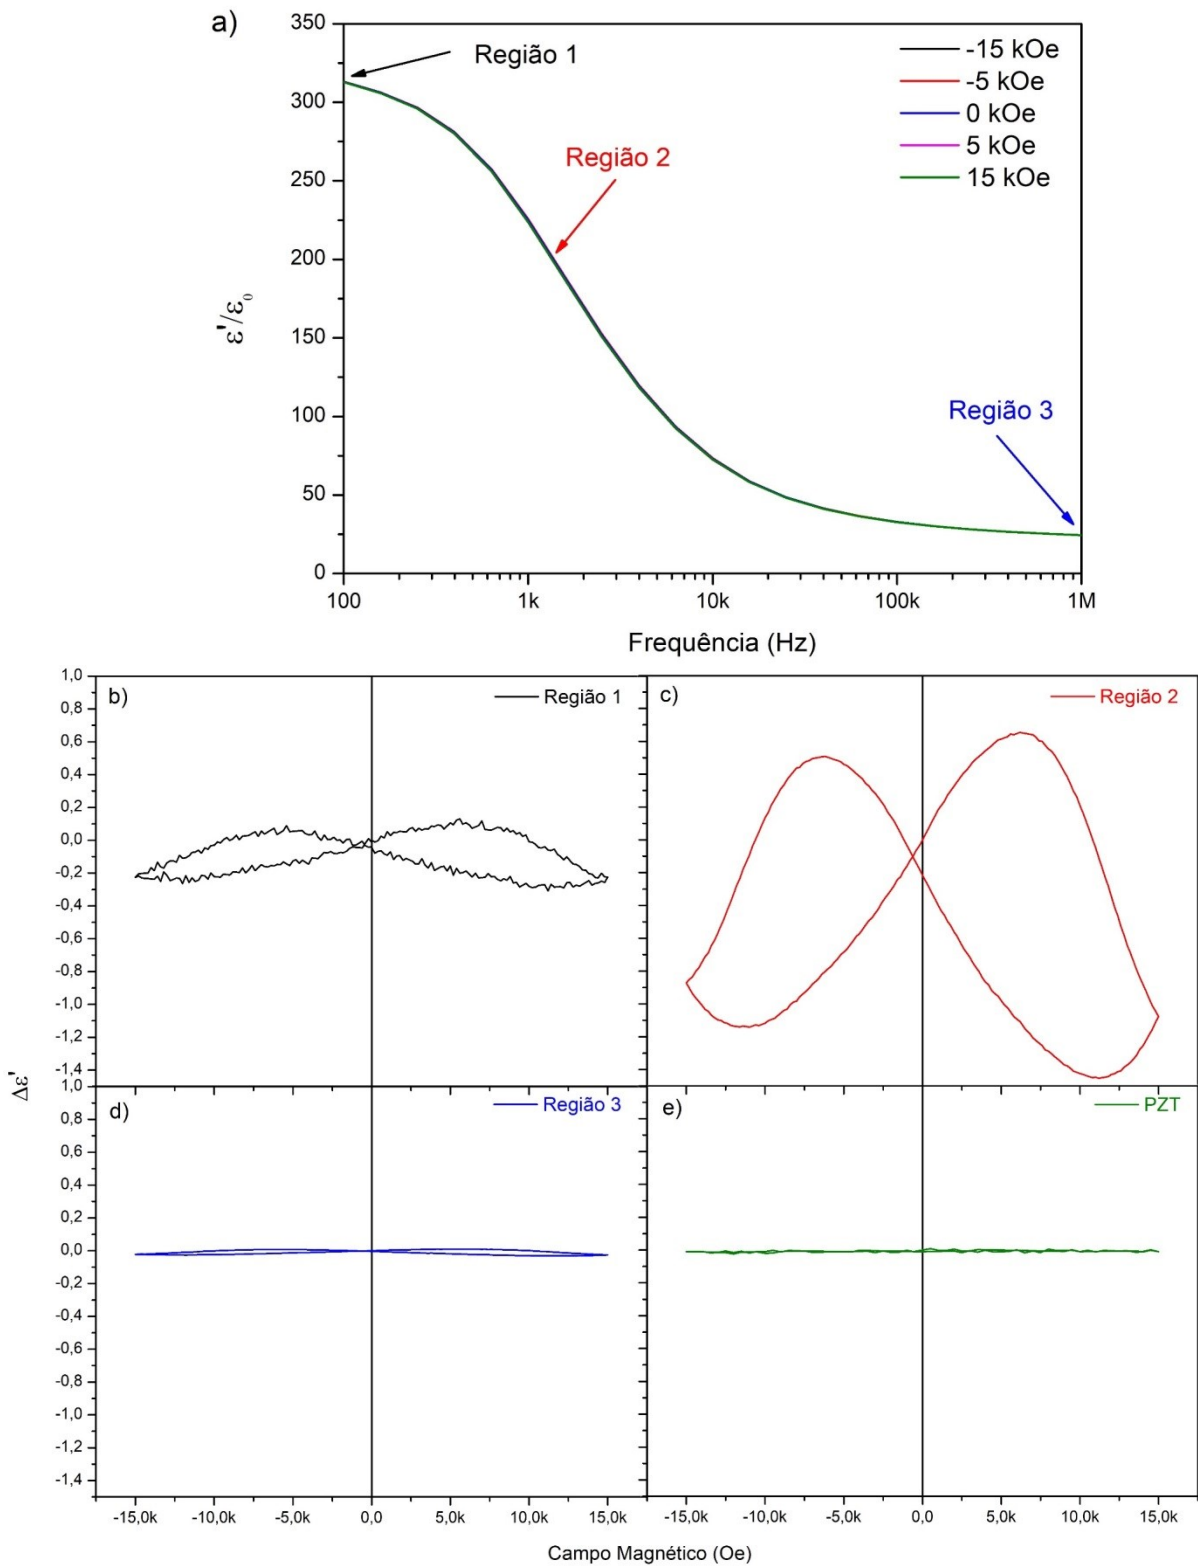 a)
350
300
250
200
150
100
50
0
ε'/ε₀
Região 1
Região 2
Região 3
-15 kOe
-5 kOe
0 kOe
5 kOe
15 kOe
100 1k 10k 100k 1M
Frequência (Hz)
Δε'
b)
Região 1
1,0
0,8
0,6
0,4
0,2
0,0
-0,2
-0,4
-0,6
-0,8
-1,0
-1,2
-1,4
c)
Região 2
d)
Região 3
1,0
0,8
0,6
0,4
0,2
0,0
-0,2
-0,4
-0,6
-0,8
-1,0
-1,2
-1,4
e)
PZT
-15,0k -10,0k -5,0k 0,0 5,0k 10,0k 15,0k
-15,0k -10,0k -5,0k 0,0 5,0k 10,0k 15,0k
Campo Magnético (Oe)